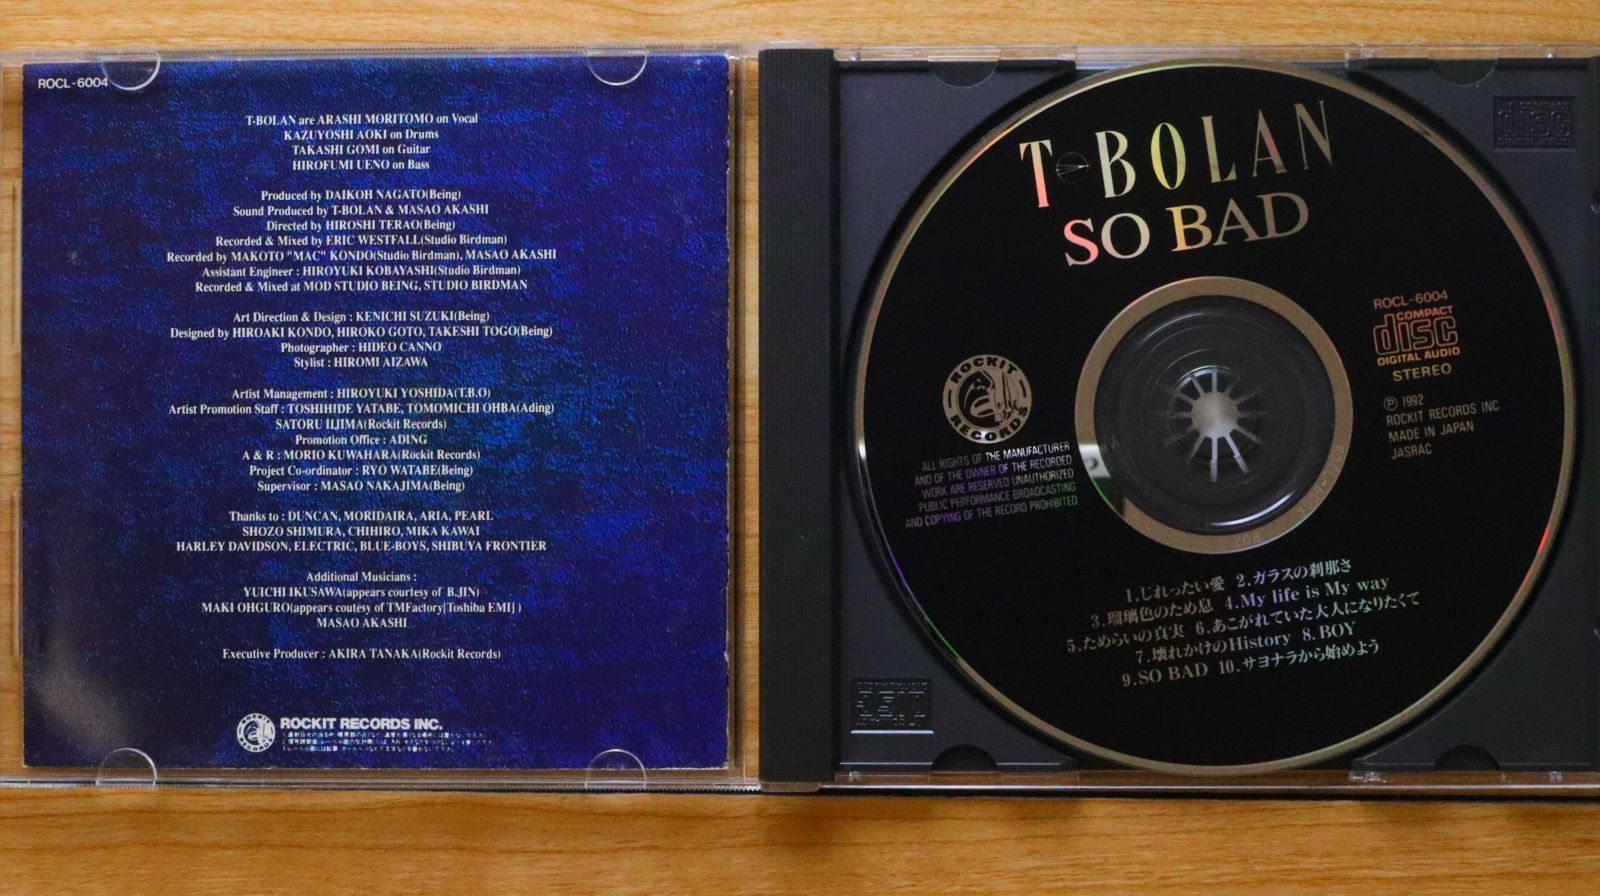 ROCL-6004
T-BOLAN are ARASHI MORITOMO on Vocal
KAZUYOSHI AOKI on Drums
TAKASHI GOMI on Guitar
HIROFUMI UENO on Bass
Produced by DAIKOH NAGATO(Being)
Sound Produced by T-BOLAN & MASAO AKASHI
Directed by HIROSHI TERAO(Being)
Recorded & Mixed by ERIC WESTFALL(Studio Birdman)
Recorded by MAKOTO "MAC" KONDO(Studio Birdman), MASAO AKASHI
Assistant Engineer : HIROYUKI KOBAYASHI(Studio Birdman)
Recorded & Mixed at MOD STUDIO BEING, STUDIO BIRDMAN
Art Direction & Design : KENICHI SUZUKI(Being)
Designed by HIROAKI KONDO, HIROKO GOTO, TAKESHI TOGO(Being)
Photographer : HIDEO CANNO
Stylist : HIROMI AIZAWA
Artist Management : HIROYUKI YOSHIDA(T.B.O)
Artist Promotion Staff : TOSHIHIDE YATABE, TOMOMICHI OHBA(Ading)
SATORU IIJIMA(Rockit Records)
Promotion Office : ADING
A & R : MORIO KUWAHARA(Rockit Records)
Project Co-ordinator : RYO WATABE(Being)
Supervisor : MASAO NAKAJIMA(Being)
Thanks to : DUNCAN, MORIDAIRA, ARIA, PEARL
SHOZO SHIMURA, CHIHIRO, MIKA KAWAI
HARLEY DAVIDSON, ELECTRIC, BLUE-BOYS, SHIBUYA FRONTIER
Additional Musicians :
YUICHI IKUSAWA(appears courtesy of B.JIN)
MAKI OHGURO(appears coutesy of TMFactory[Toshiba EMI] )
MASAO AKASHI
Executive Producer : AKIRA TANAKA(Rockit Records)
ROCKIT RECORDS
ROCKIT RECORDS INC.
T-BOLAN
SO BAD
ROCL-6004
COMPACT
disc
DIGITAL AUDIO
STEREO
Ⓟ 1992
ROCKIT RECORDS INC.
MADE IN JAPAN
JASRAC
ROCKIT
RECORDS
ALL RIGHTS OF THE MANUFACTURER
AND OF THE OWNER OF THE RECORDED
WORK ARE RESERVED UNAUTHORIZED
PUBLIC PERFORMANCE BROADCASTING
AND COPYING OF THE RECORD PROHIBITED
1.じれったい愛 2.ガラスの刹那さ
3.瑠璃色のため息 4.My life is My way
5.ためらいの真実 6.あこがれていた大人になりたくて
7.壊れかけのHistory 8.BOY
9.SO BAD 10.サヨナラから始めよう